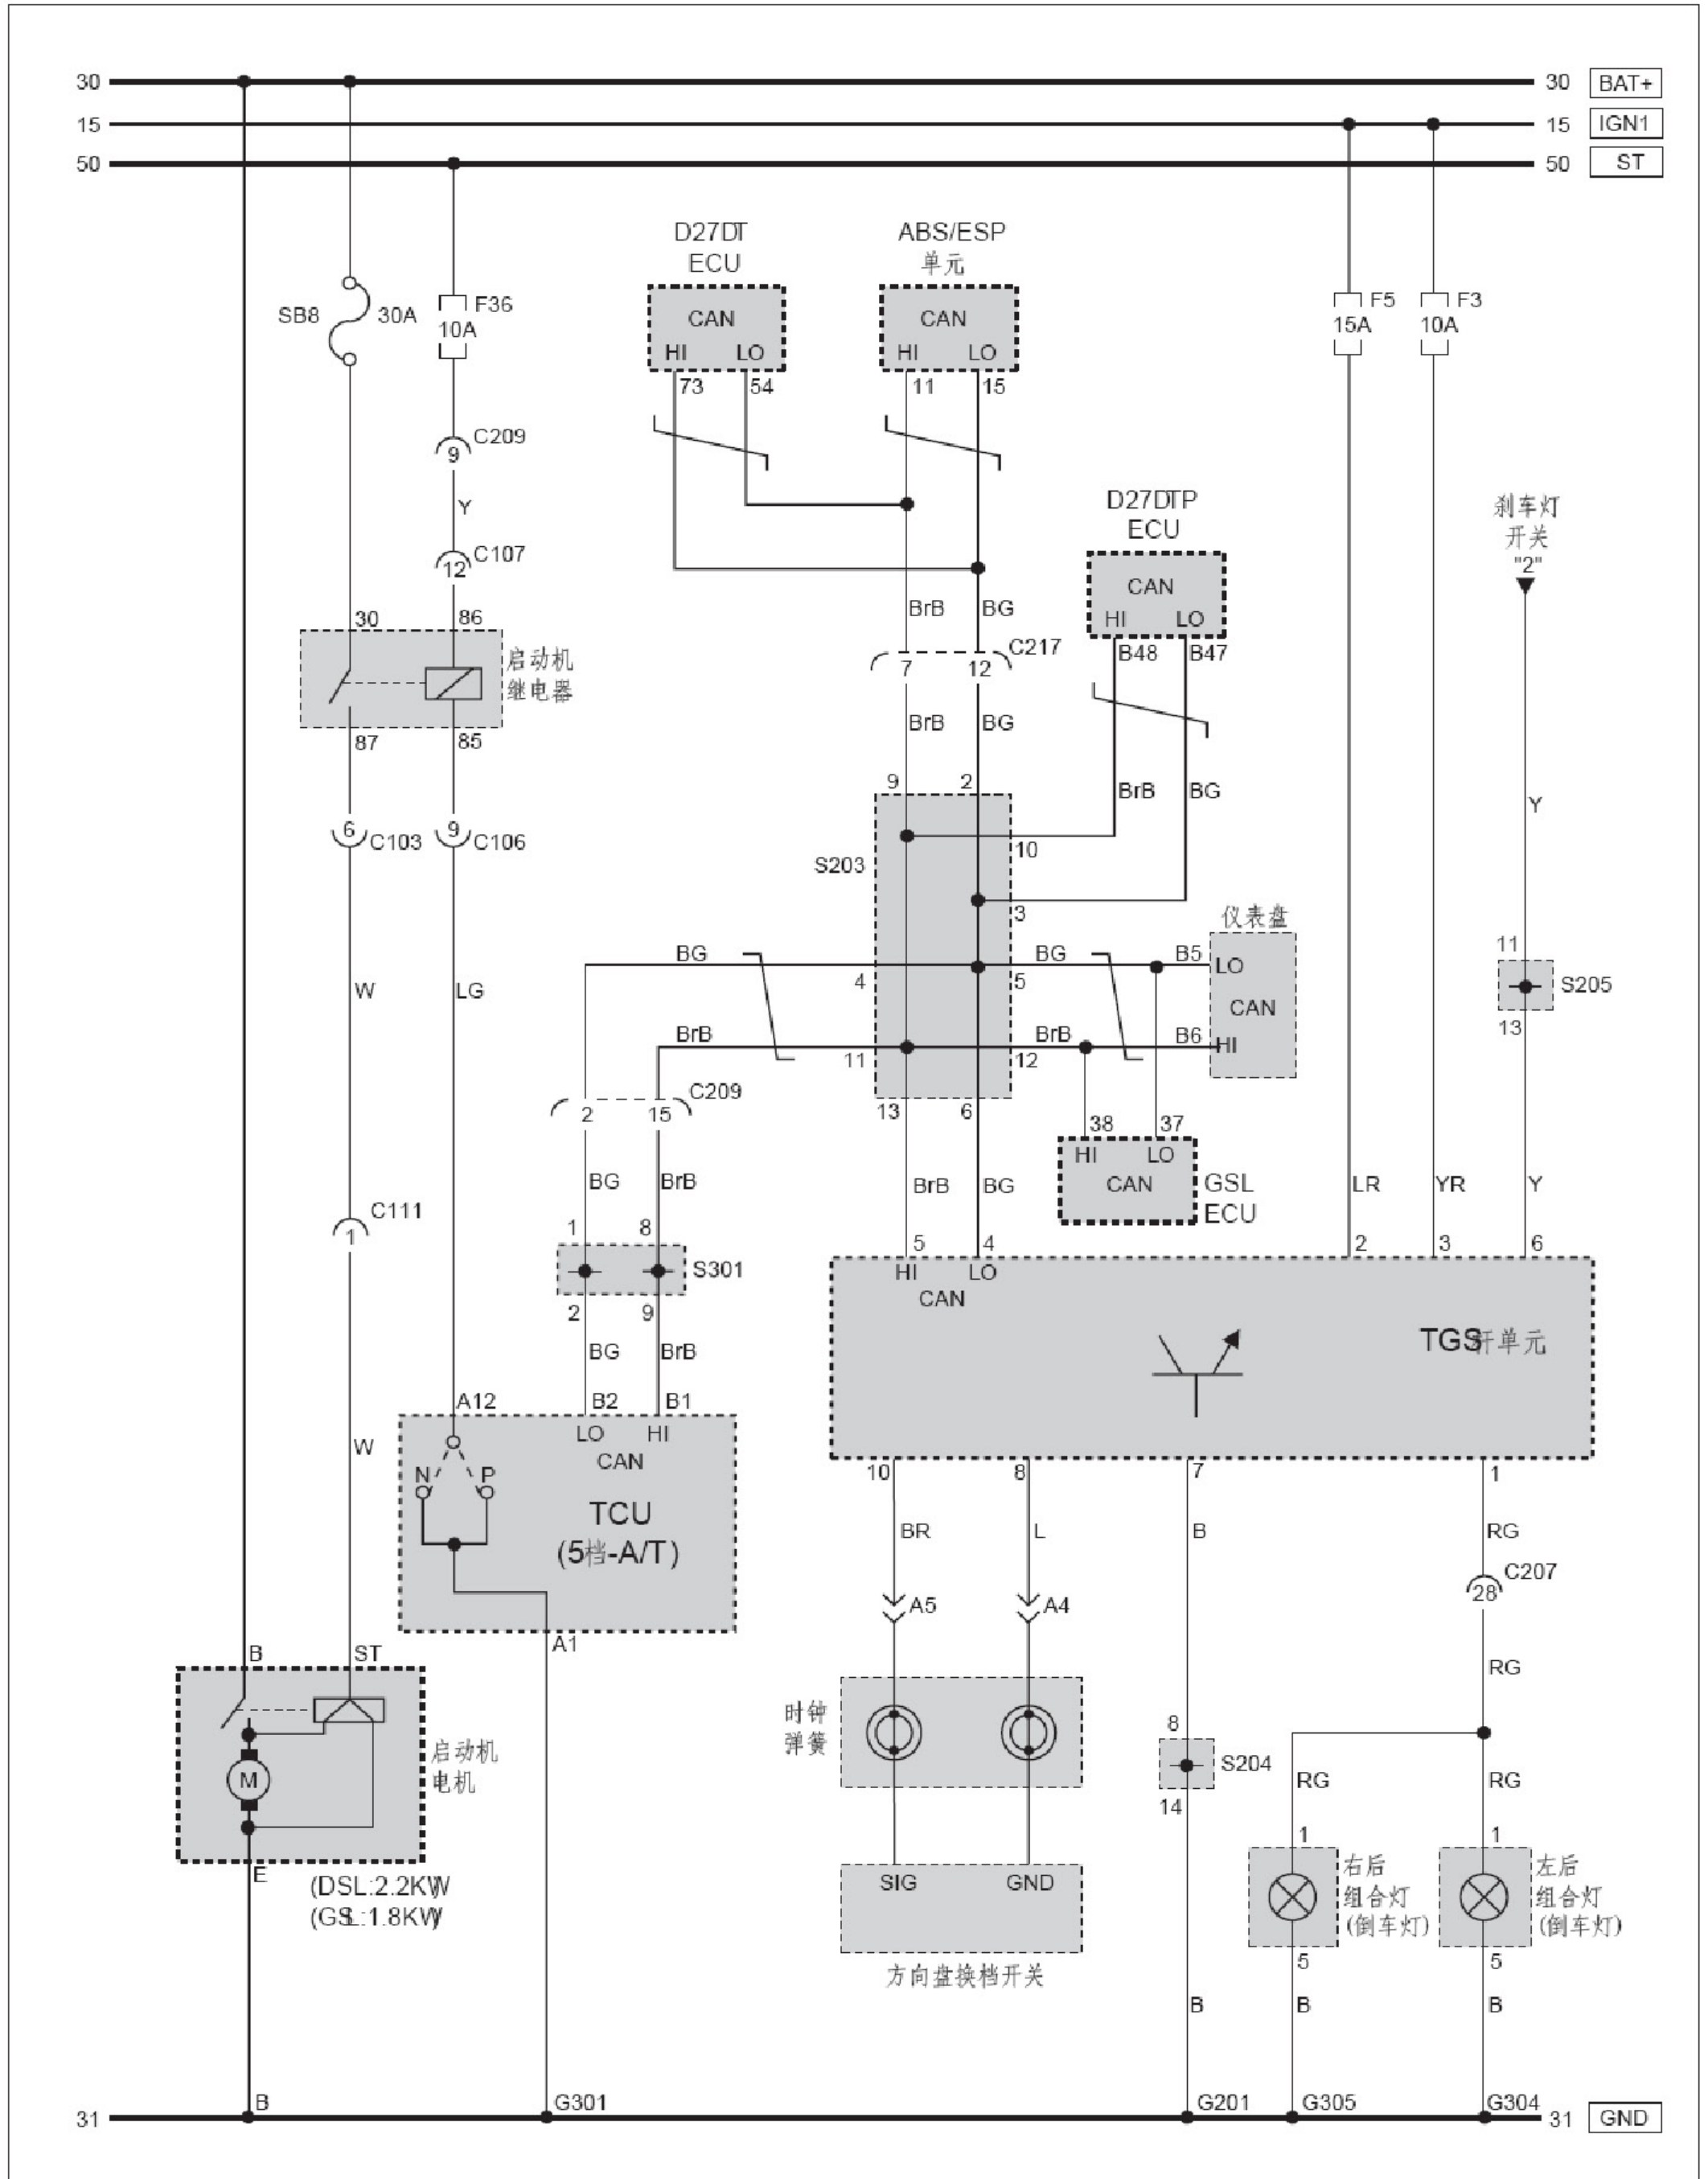 30
30
BAT+
15
15
IGN1
50
50
ST
D27DT
ECU
ABS/ESP
单元
CAN
HI
LO
CAN
HI
LO
73
54
11
15
SB8
30A
F36
10A
F5
15A
F3
10A
C209
9
Y
C107
12
D27DTP
ECU
CAN
HI
LO
B48
B47
刹车灯
开关
"2"
BrB
BG
C217
7
12
30
86
启动机
继电器
87
85
BrB
BG
BrB
BG
Y
9
2
S203
10
3
6
C103
9
C106
仪表盘
BG
4
5
BG
B5
LO
CAN
BrB
11
12
BrB
B6
HI
11
S205
13
W
LG
C209
2
15
13
6
38
37
HI
LO
CAN
GSL
ECU
BG
BrB
BrB
BG
LR
YR
Y
C111
1
1
8
S301
2
9
5
4
2
3
6
HI
LO
CAN
TGS杆单元
BG
BrB
A12
B2
B1
LO
HI
CAN
N
P
TCU
(5档-A/T)
W
10
8
7
1
BR
L
B
RG
C207
28
A5
A4
A1
B
ST
RG
启动机
电机
M
时钟
弹簧
8
S204
14
RG
RG
E
(DSL:2.2KW
(GSL:1.8KW)
SIG
GND
方向盘换档开关
1
右后
组合灯
(倒车灯)
5
1
左后
组合灯
(倒车灯)
5
B
B
B
B
G301
G201
G305
G304
31
31
GND